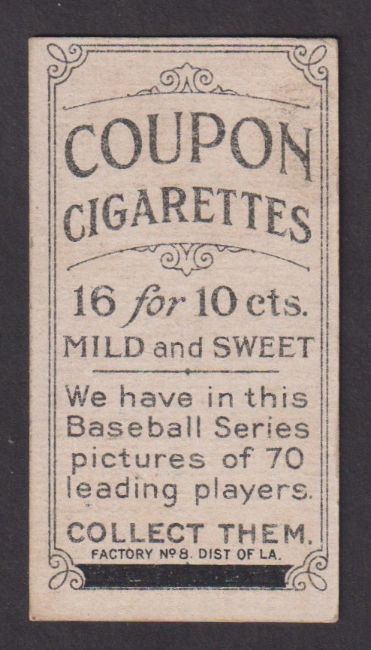 COUPON
CIGARETTES
16 for 10 cts.
MILD and SWEET
We have in this
Baseball Series
pictures of 70
leading players.
COLLECT THEM.
FACTORY Nº 8. DIST OF LA.